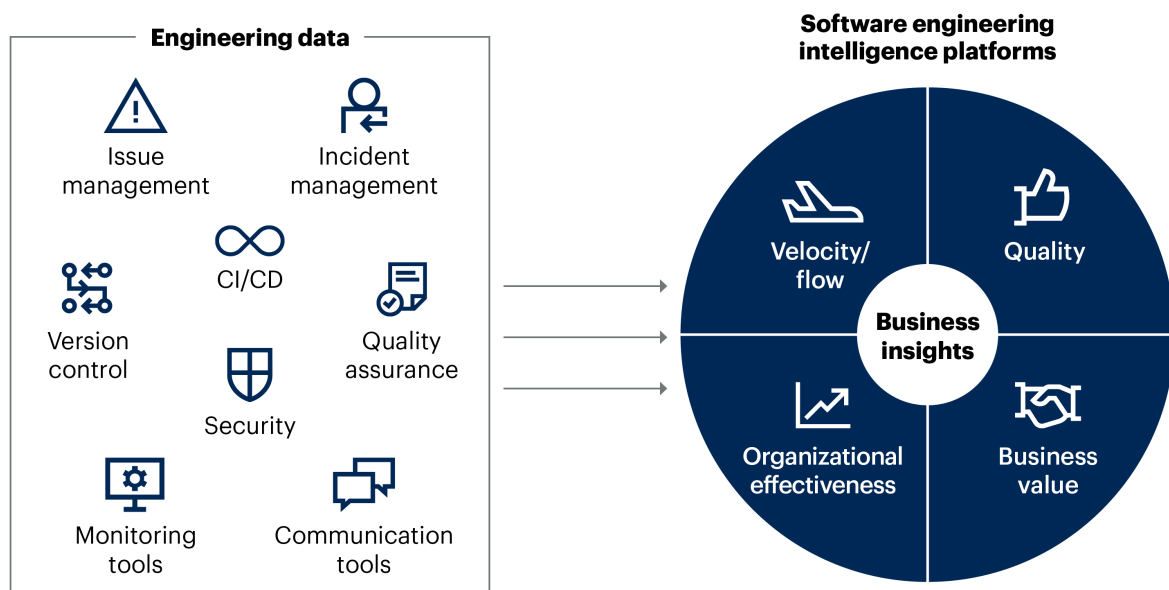 Engineering data
Issue
management
Incident
management
CI/CD
Version
control
Quality
assurance
Security
Monitoring
tools
Communication
tools
Software engineering
intelligence platforms
Velocity/
flow
Quality
Business
insights
Organizational
effectiveness
Business
value